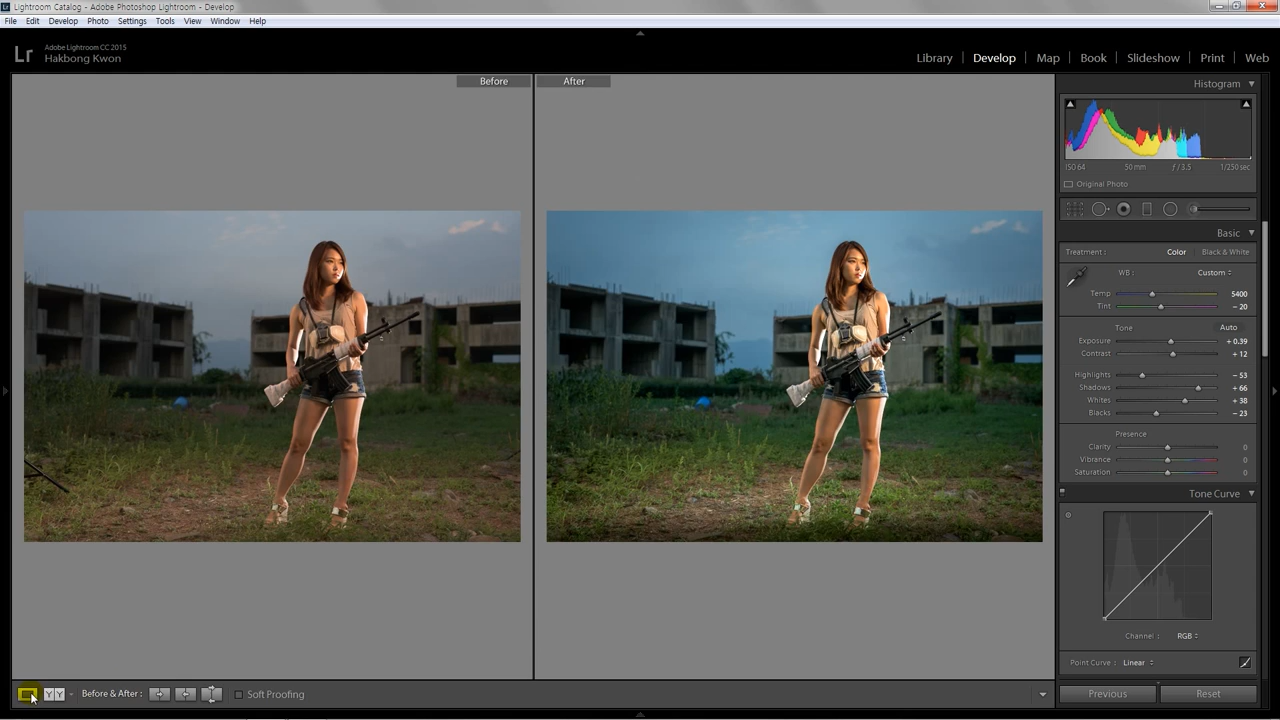 Lightroom Catalog - Adobe Photoshop Lightroom - Develop
File Edit Develop Photo Settings Tools View Window Help
Lr
Adobe Lightroom CC 2015
Hakbong Kwon
Library | Develop | Map | Book | Slideshow | Print | Web
Before
After
Histogram
ISO 64 50 mm ƒ / 3.5 1/250 sec
Original Photo
Basic
Treatment : Color Black & White
WB : Custom
Temp 5400
Tint − 20
Tone Auto
Exposure + 0.39
Contrast + 12
Highlights − 53
Shadows + 66
Whites + 38
Blacks − 23
Presence
Clarity 0
Vibrance 0
Saturation 0
Tone Curve
Channel : RGB
Point Curve : Linear
Y Y Before & After : Soft Proofing
Previous Reset